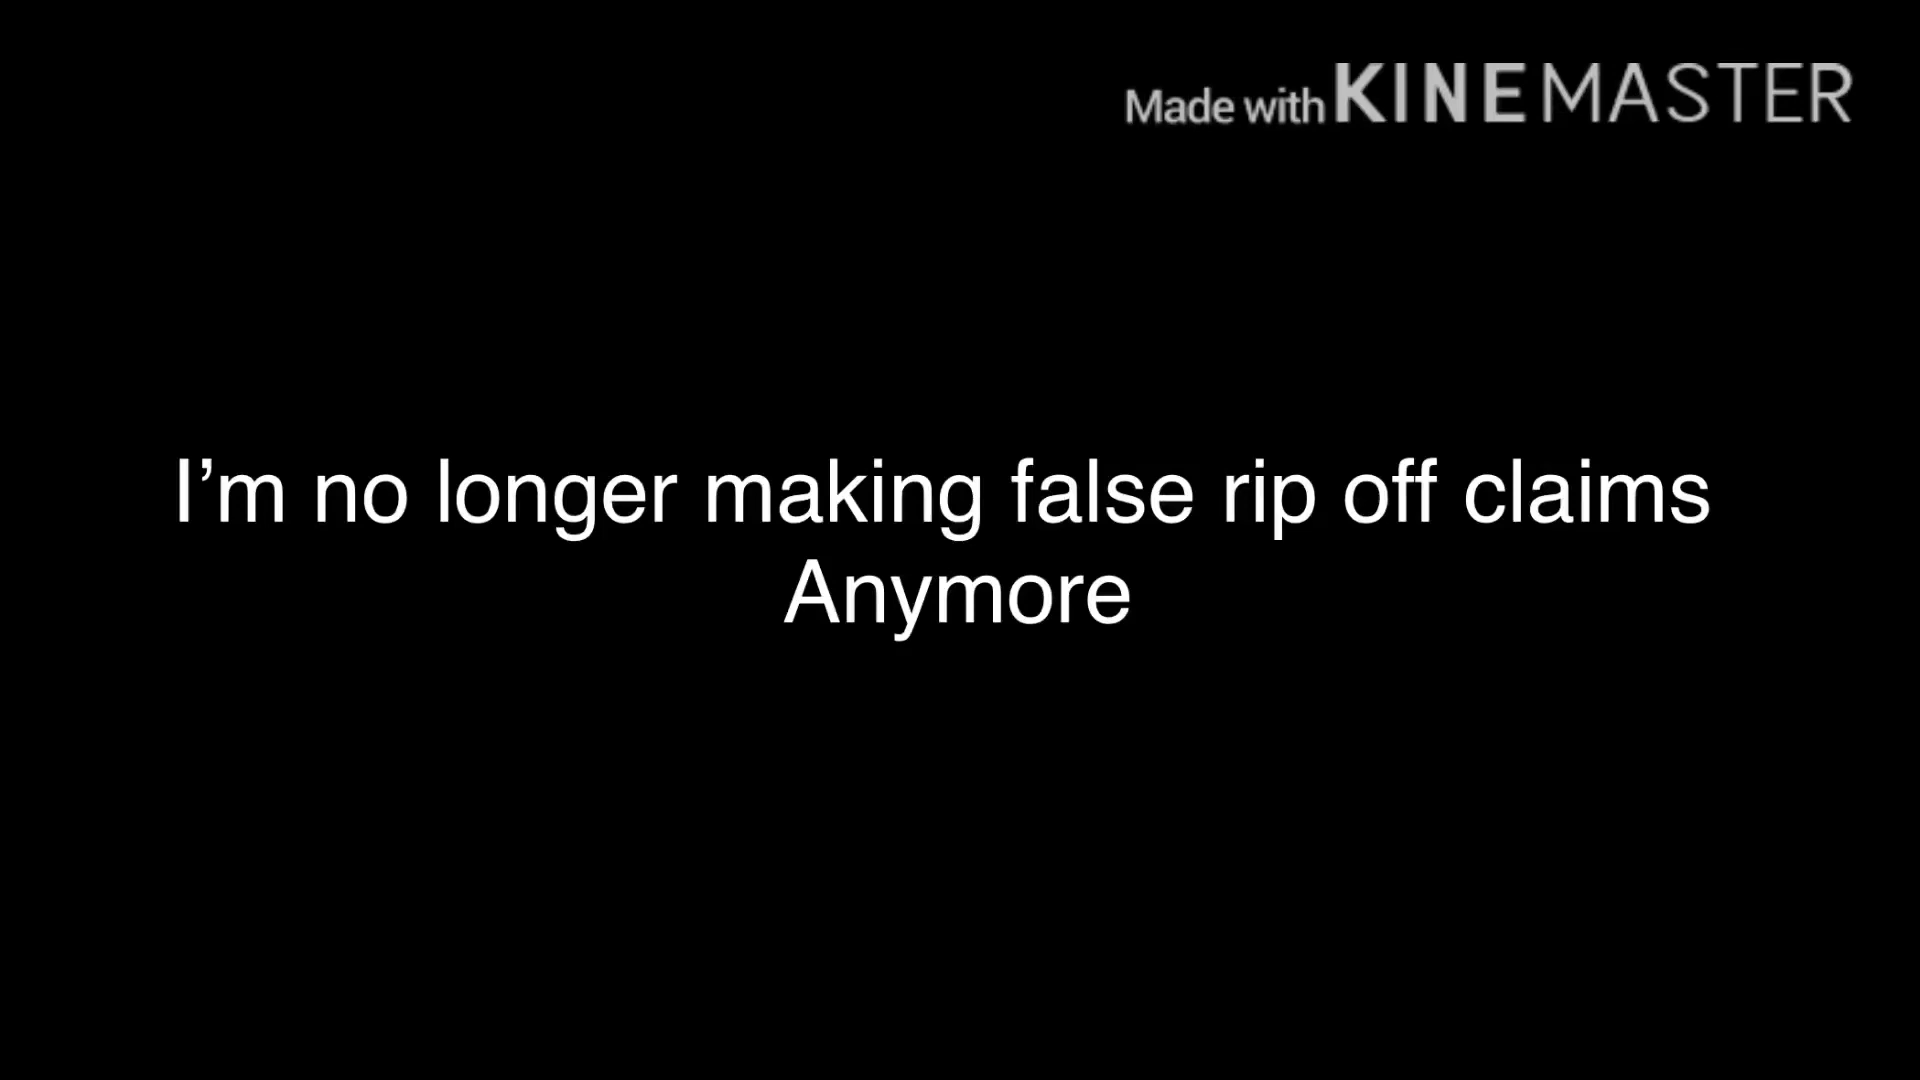 Made with KINEMASTER
I’m no longer making false rip off claims
Anymore